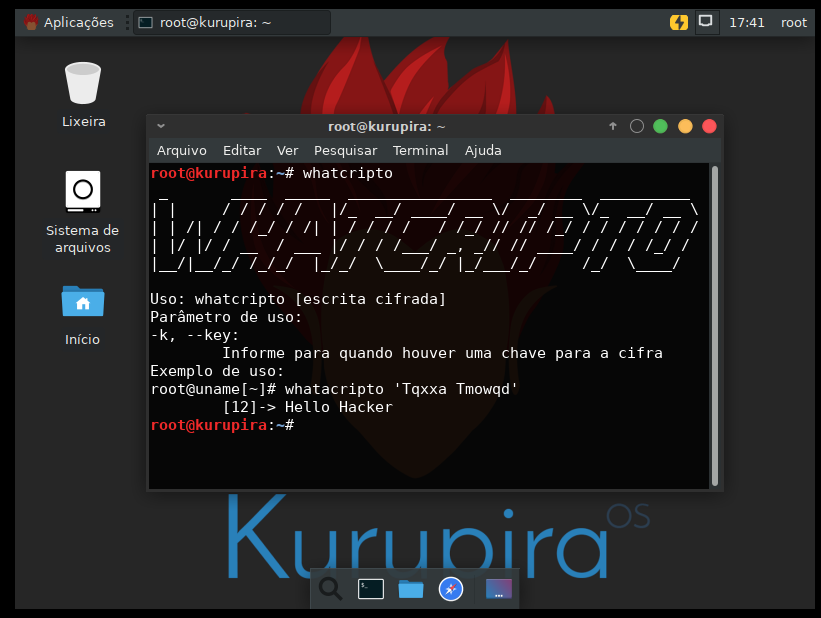 Aplicações
root@kurupira: ~
17:41
root
Lixeira
Sistema de
arquivos
Início
root@kurupira: ~
Arquivo Editar Ver Pesquisar Terminal Ajuda
root@kurupira:~# whatcripto
WHATCRIPTO
Uso: whatcripto [escrita cifrada]
Parâmetro de uso:
-k, --key:
Informe para quando houver uma chave para a cifra
Exemplo de uso:
root@uname[~]# whatacripto 'Tqxxa Tmowqd'
[12]-> Hello Hacker
root@kurupira:~#
Kurupira OS